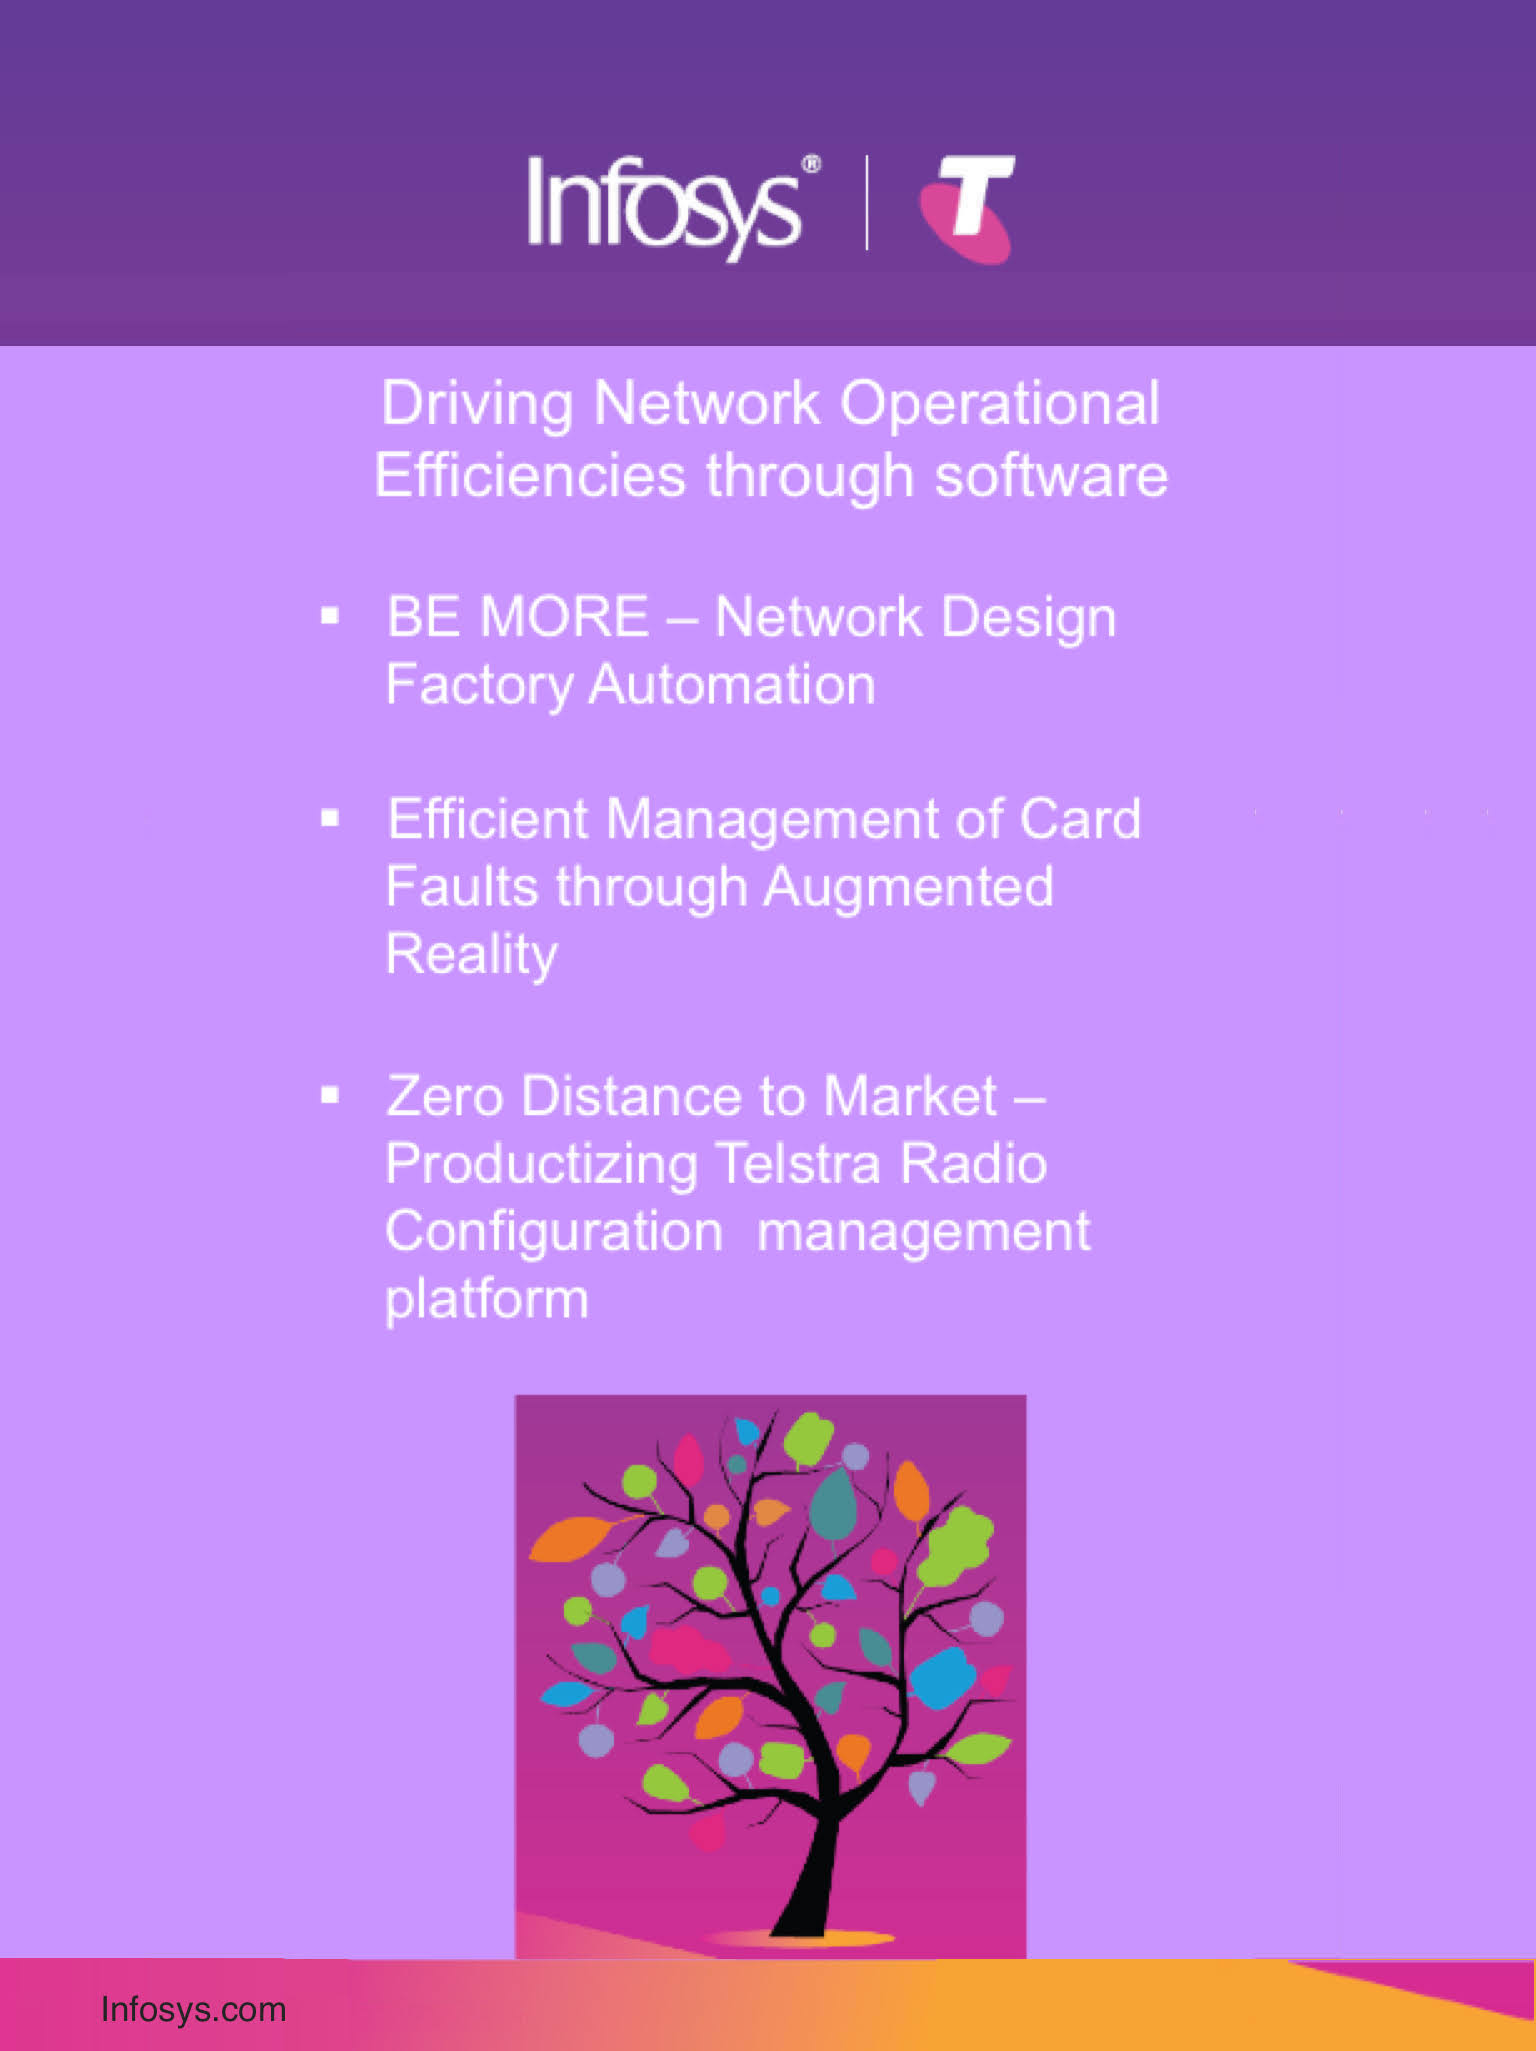 Infosys® | T
Driving Network Operational
Efficiencies through software
▪ BE MORE – Network Design
Factory Automation
▪ Efficient Management of Card
Faults through Augmented
Reality
▪ Zero Distance to Market –
Productizing Telstra Radio
Configuration  management
platform
Infosys.com